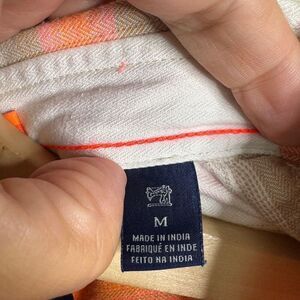 M
MADE IN INDIA
FABRIQUÉ EN INDE
FEITO NA INDIA